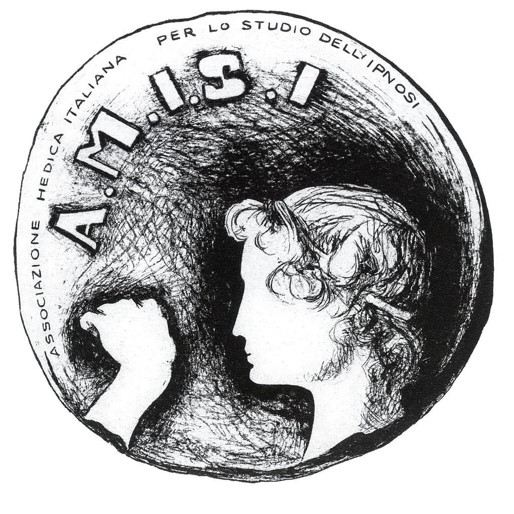 ASSOCIAZIONE MEDICA ITALIANA PER LO STUDIO DELL'IPNOSI
A.M.I.S.I